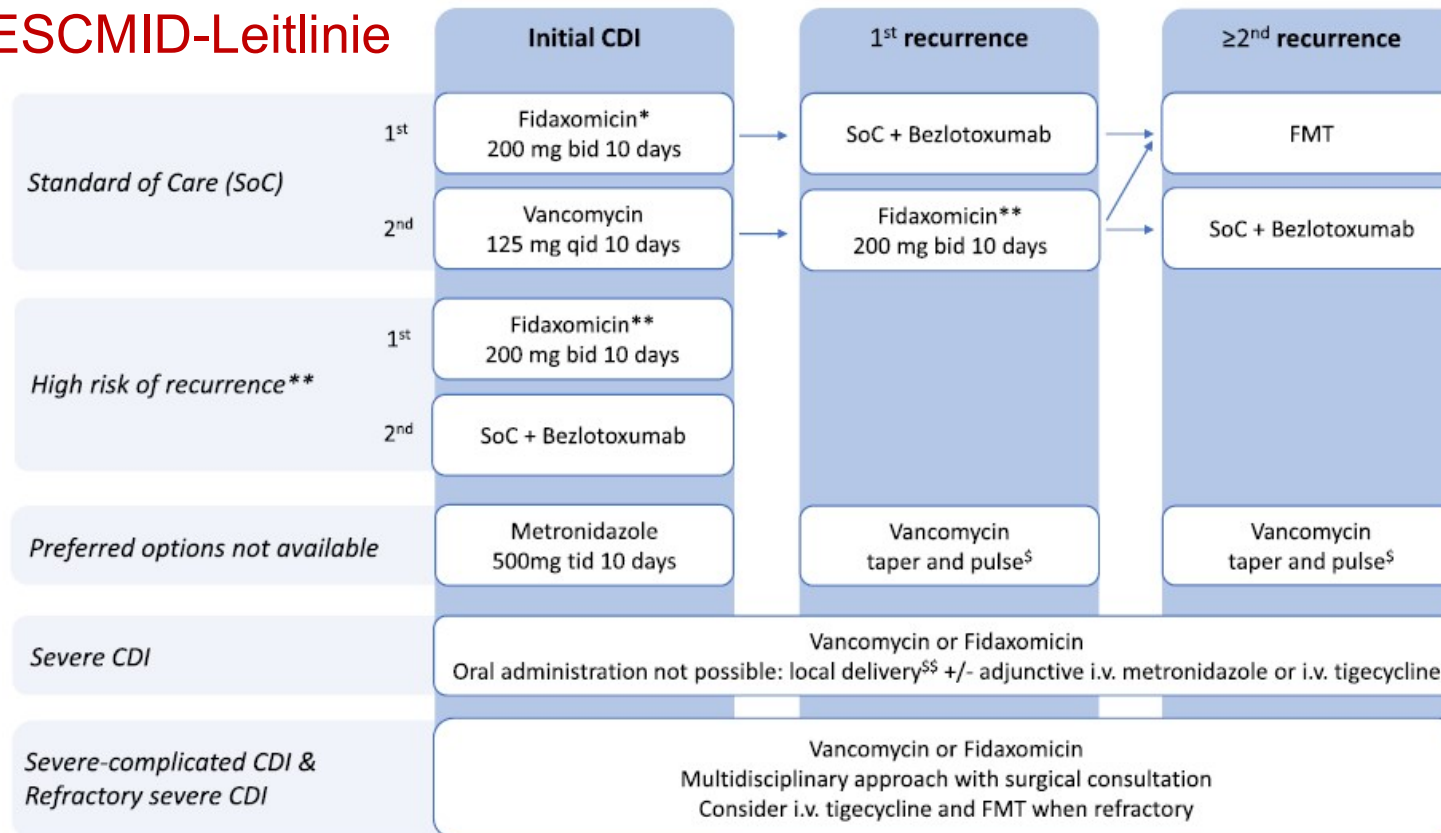 ESCMID-Leitlinie
Initial CDI
1st recurrence
≥2nd recurrence
Standard of Care (SoC)
1st
Fidaxomicin*
200 mg bid 10 days
SoC + Bezlotoxumab
FMT
2nd
Vancomycin
125 mg qid 10 days
Fidaxomicin**
200 mg bid 10 days
SoC + Bezlotoxumab
High risk of recurrence**
1st
Fidaxomicin**
200 mg bid 10 days
2nd
SoC + Bezlotoxumab
Preferred options not available
Metronidazole
500mg tid 10 days
Vancomycin
taper and pulse$
Vancomycin
taper and pulse$
Severe CDI
Vancomycin or Fidaxomicin
Oral administration not possible: local delivery$$ +/- adjunctive i.v. metronidazole or i.v. tigecycline
Severe-complicated CDI &
Refractory severe CDI
Vancomycin or Fidaxomicin
Multidisciplinary approach with surgical consultation
Consider i.v. tigecycline and FMT when refractory